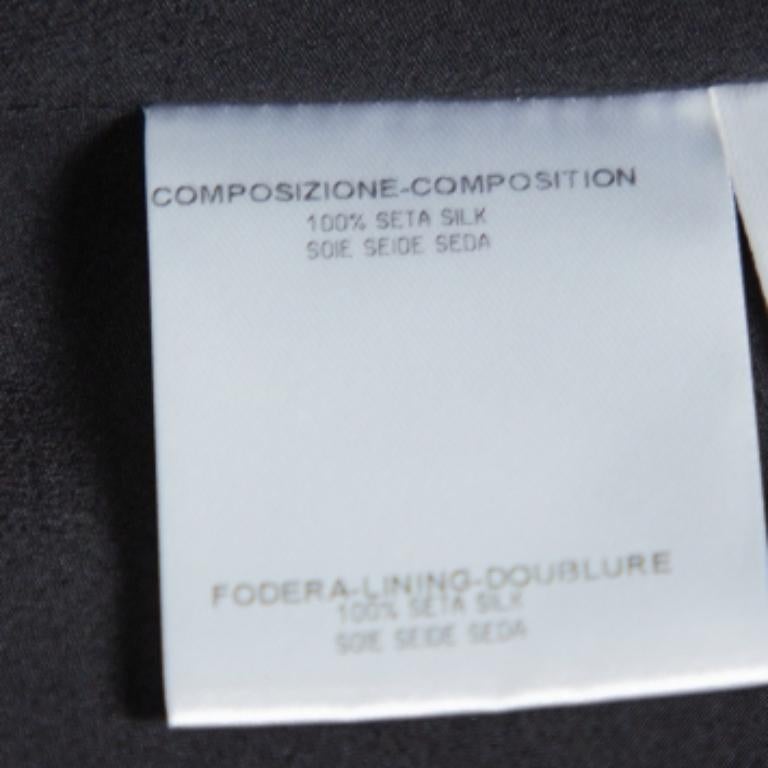 COMPOSIZIONE-COMPOSITION
100% SETA SILK
SOIE SEIDE SEDA
FODERA-LINING-DOUBLURE
100% SETA SILK
SOIE SEIDE SEDA